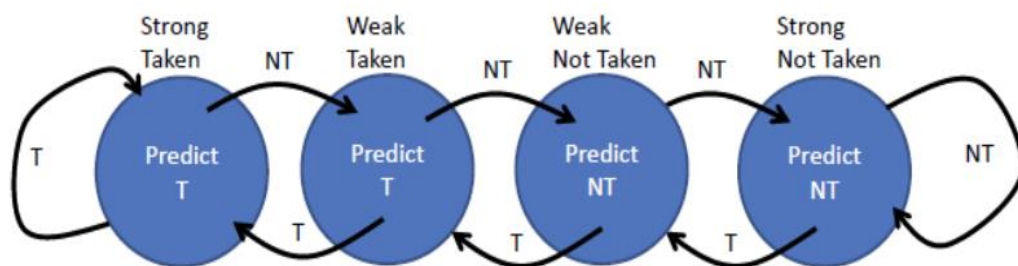 Strong Taken
Weak Taken
Weak Not Taken
Strong Not Taken
NT
NT
NT
T
Predict T
Predict T
Predict NT
Predict NT
NT
T
T
T